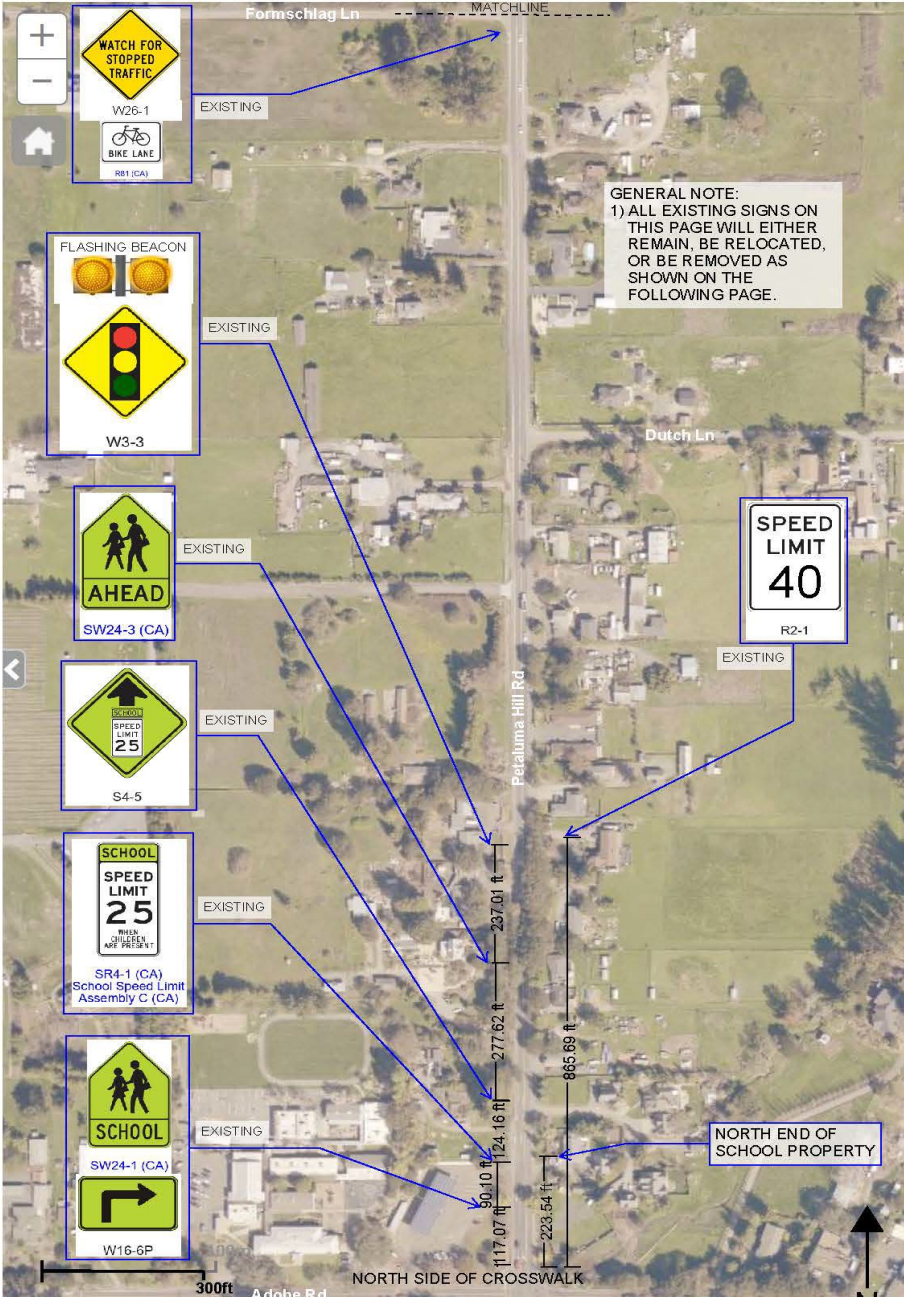 Formschlag Ln
MATCHLINE
+
−
WATCH FOR
STOPPED
TRAFFIC
W26-1
BIKE LANE
R81 (CA)
EXISTING
GENERAL NOTE:
1) ALL EXISTING SIGNS ON
THIS PAGE WILL EITHER
REMAIN, BE RELOCATED,
OR BE REMOVED AS
SHOWN ON THE
FOLLOWING PAGE.
FLASHING BEACON
EXISTING
W3-3
Dutch Ln
AHEAD
SW24-3 (CA)
EXISTING
SPEED
LIMIT
40
R2-1
EXISTING
Petaluma Hill Rd
SCHOOL
SPEED
LIMIT
25
S4-5
EXISTING
SCHOOL
SPEED
LIMIT
25
WHEN
CHILDREN
ARE PRESENT
SR4-1 (CA)
School Speed Limit
Assembly C (CA)
EXISTING
237.01 ft
277.62 ft
865.69 ft
124.16 ft
90.10 ft
117.07 ft
223.54 ft
SCHOOL
SW24-1 (CA)
W16-6P
EXISTING
NORTH END OF
SCHOOL PROPERTY
NORTH SIDE OF CROSSWALK
300ft
Adobe Rd
N